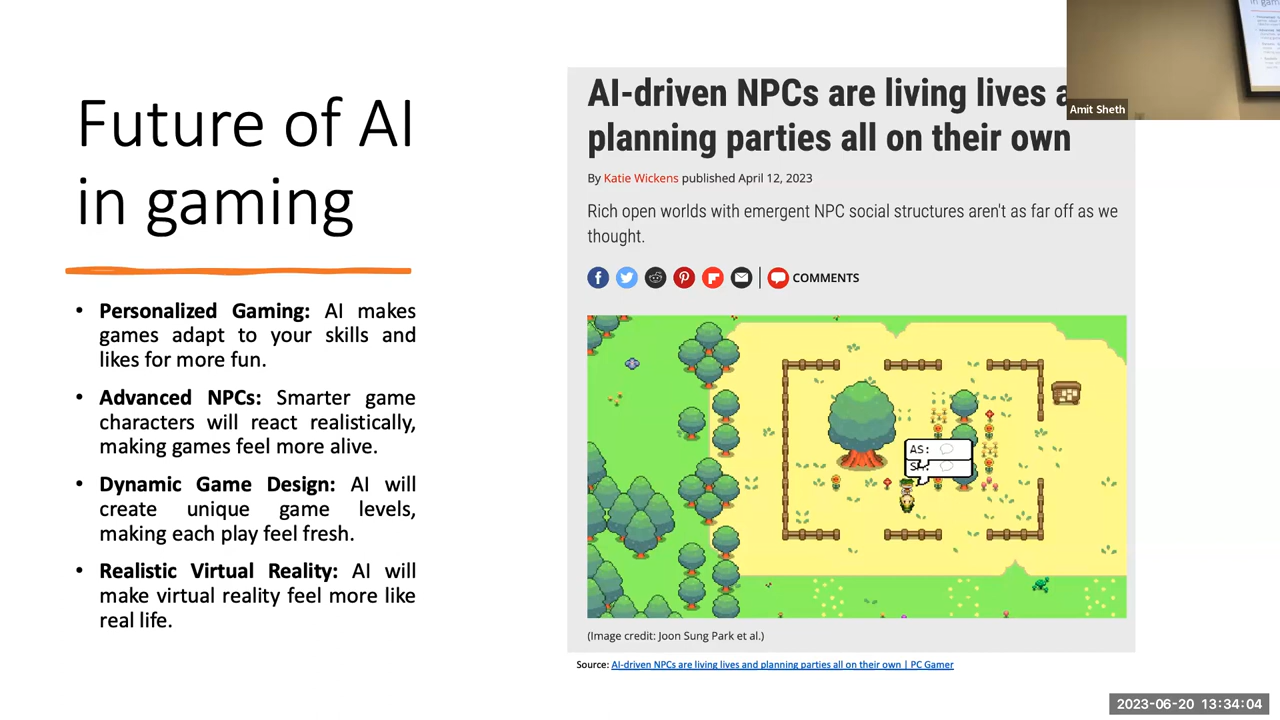 Future of AI
in gaming
• Personalized Gaming: AI makes
games adapt to your skills and
likes for more fun.
• Advanced NPCs: Smarter game
characters will react realistically,
making games feel more alive.
• Dynamic Game Design: AI will
create unique game levels,
making each play feel fresh.
• Realistic Virtual Reality: AI will
make virtual reality feel more like
real life.
AI-driven NPCs are living lives a
planning parties all on their own
By Katie Wickens published April 12, 2023
Rich open worlds with emergent NPC social structures aren't as far off as we
thought.
COMMENTS
AS:
(Image credit: Joon Sung Park et al.)
Source: AI-driven NPCs are living lives and planning parties all on their own | PC Gamer
Amit Sheth
2023-06-20 13:34:04